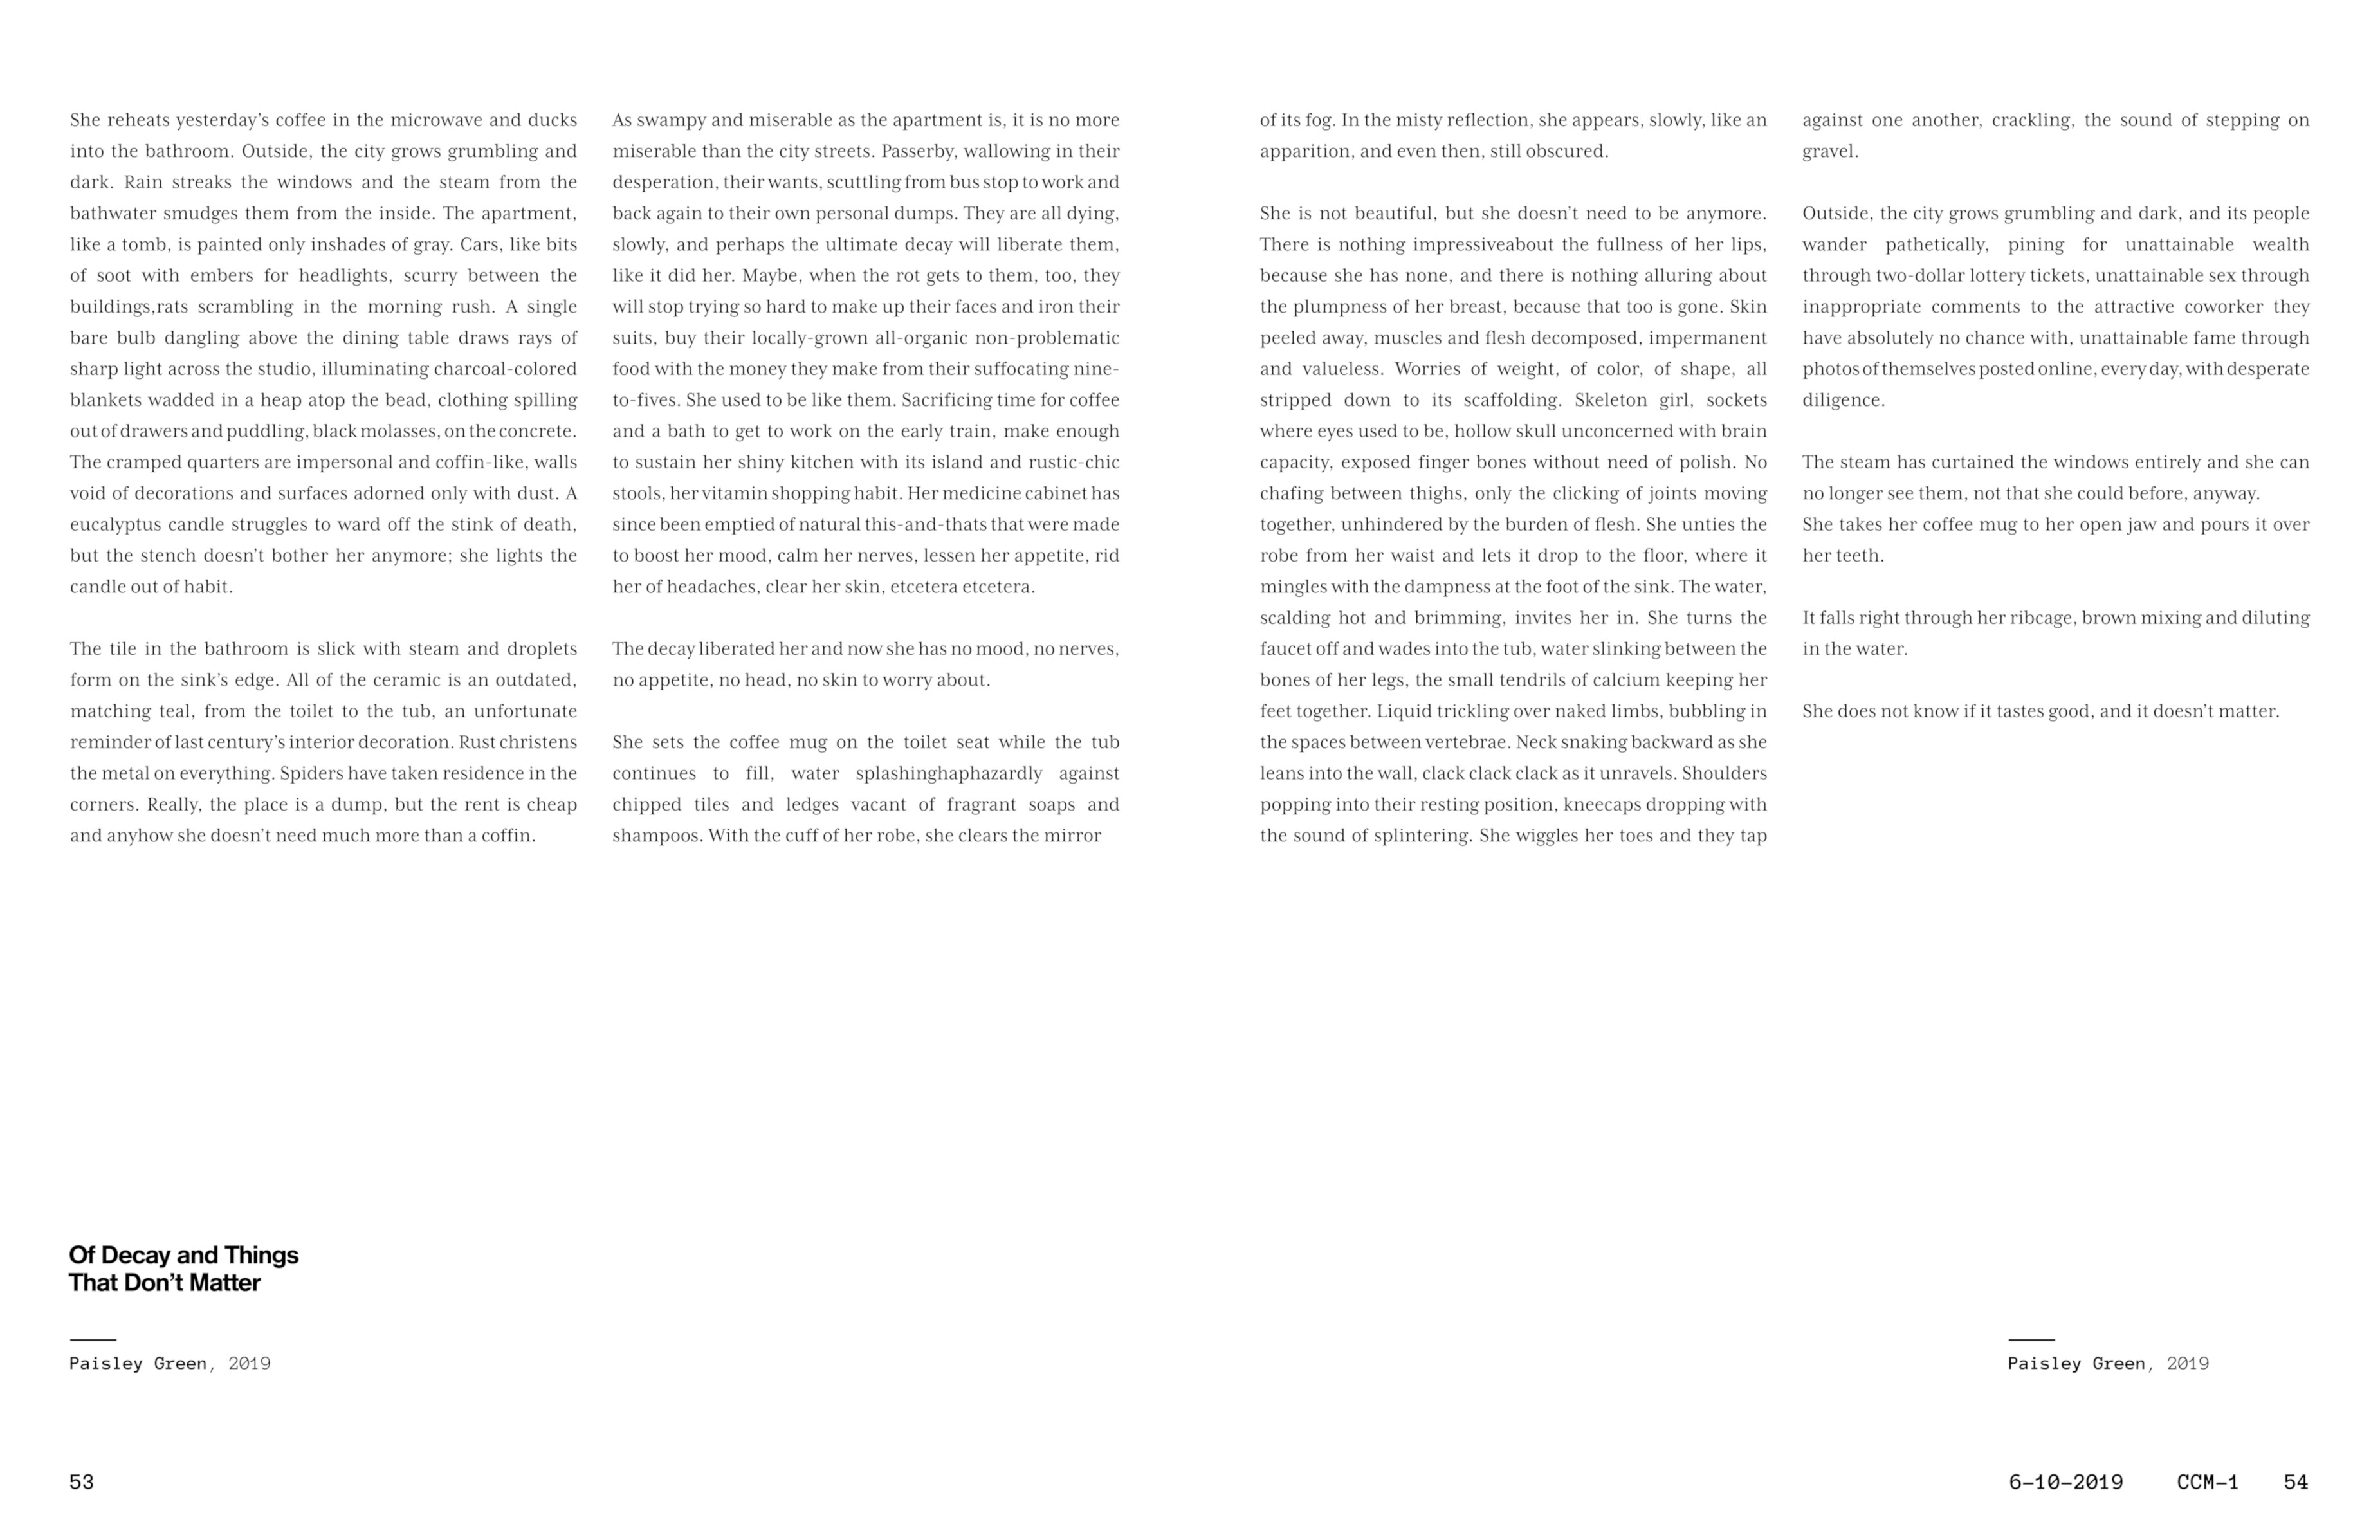 She reheats yesterday's coffee in the microwave and ducks
into the bathroom. Outside, the city grows grumbling and
dark. Rain streaks the windows and the steam from the
bathwater smudges them from the inside. The apartment,
like a tomb, is painted only inshades of gray. Cars, like bits
of soot with embers for headlights, scurry between the
buildings,rats scrambling in the morning rush. A single
bare bulb dangling above the dining table draws rays of
sharp light across the studio, illuminating charcoal-colored
blankets wadded in a heap atop the bead, clothing spilling
out of drawers and puddling, black molasses, on the concrete.
The cramped quarters are impersonal and coffin-like, walls
void of decorations and surfaces adorned only with dust. A
eucalyptus candle struggles to ward off the stink of death,
but the stench doesn't bother her anymore; she lights the
candle out of habit.
The tile in the bathroom is slick with steam and droplets
form on the sink's edge. All of the ceramic is an outdated,
matching teal, from the toilet to the tub, an unfortunate
reminder of last century's interior decoration. Rust christens
the metal on everything. Spiders have taken residence in the
corners. Really, the place is a dump, but the rent is cheap
and anyhow she doesn't need much more than a coffin.
As swampy and miserable as the apartment is, it is no more
miserable than the city streets. Passerby, wallowing in their
desperation, their wants, scuttling from bus stop to work and
back again to their own personal dumps. They are all dying,
slowly, and perhaps the ultimate decay will liberate them,
like it did her. Maybe, when the rot gets to them, too, they
will stop trying so hard to make up their faces and iron their
suits, buy their locally-grown all-organic non-problematic
food with the money they make from their suffocating nine-
to-fives. She used to be like them. Sacrificing time for coffee
and a bath to get to work on the early train, make enough
to sustain her shiny kitchen with its island and rustic-chic
stools, her vitamin shopping habit. Her medicine cabinet has
since been emptied of natural this-and-thats that were made
to boost her mood, calm her nerves, lessen her appetite, rid
her of headaches, clear her skin, etcetera etcetera.
The decay liberated her and now she has no mood, no nerves,
no appetite, no head, no skin to worry about.
She sets the coffee mug on the toilet seat while the tub
continues to fill, water splashinghaphazardly against
chipped tiles and ledges vacant of fragrant soaps and
shampoos. With the cuff of her robe, she clears the mirror
of its fog. In the misty reflection, she appears, slowly, like an
apparition, and even then, still obscured.
She is not beautiful, but she doesn't need to be anymore.
There is nothing impressiveabout the fullness of her lips,
because she has none, and there is nothing alluring about
the plumpness of her breast, because that too is gone. Skin
peeled away, muscles and flesh decomposed, impermanent
and valueless. Worries of weight, of color, of shape, all
stripped down to its scaffolding. Skeleton girl, sockets
where eyes used to be, hollow skull unconcerned with brain
capacity, exposed finger bones without need of polish. No
chafing between thighs, only the clicking of joints moving
together, unhindered by the burden of flesh. She unties the
robe from her waist and lets it drop to the floor, where it
mingles with the dampness at the foot of the sink. The water,
scalding hot and brimming, invites her in. She turns the
faucet off and wades into the tub, water slinking between the
bones of her legs, the small tendrils of calcium keeping her
feet together. Liquid trickling over naked limbs, bubbling in
the spaces between vertebrae. Neck snaking backward as she
leans into the wall, clack clack clack as it unravels. Shoulders
popping into their resting position, kneecaps dropping with
the sound of splintering. She wiggles her toes and they tap
against one another, crackling, the sound of stepping on
gravel.
Outside, the city grows grumbling and dark, and its people
wander pathetically, pining for unattainable wealth
through two-dollar lottery tickets, unattainable sex through
inappropriate comments to the attractive coworker they
have absolutely no chance with, unattainable fame through
photos of themselves posted online, every day, with desperate
diligence.
The steam has curtained the windows entirely and she can
no longer see them, not that she could before, anyway.
She takes her coffee mug to her open jaw and pours it over
her teeth.
It falls right through her ribcage, brown mixing and diluting
in the water.
She does not know if it tastes good, and it doesn't matter.
Of Decay and Things
That Don't Matter
Paisley Green, 2019
Paisley Green, 2019
53
6–10–2019 CCM–1 54